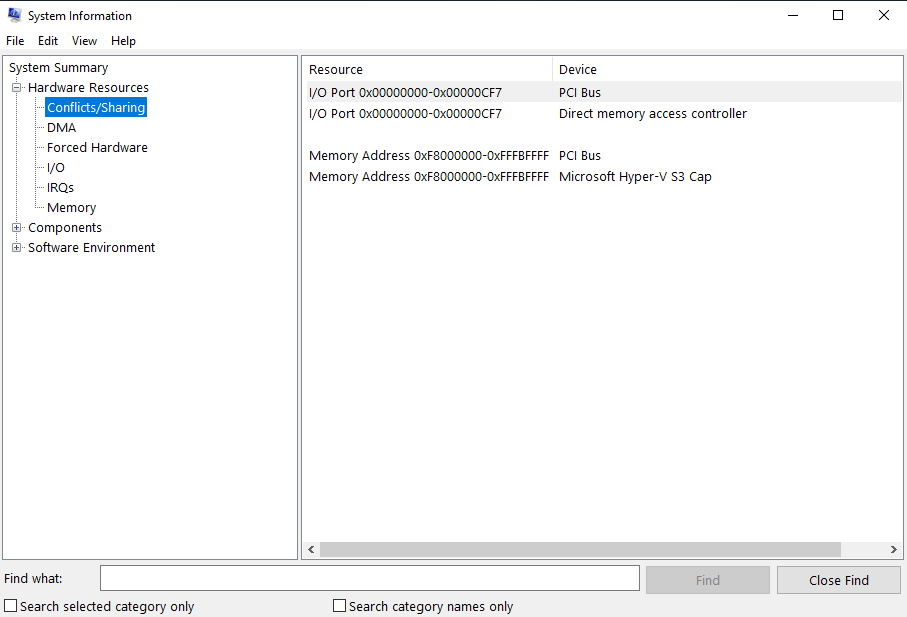 System Information
File Edit View Help
System Summary
Hardware Resources
Conflicts/Sharing
DMA
Forced Hardware
I/O
IRQs
Memory
Components
Software Environment
Resource Device
I/O Port 0x00000000-0x00000CF7 PCI Bus
I/O Port 0x00000000-0x00000CF7 Direct memory access controller
Memory Address 0xF8000000-0xFFFBFFFF PCI Bus
Memory Address 0xF8000000-0xFFFBFFFF Microsoft Hyper-V S3 Cap
Find what: Find Close Find
Search selected category only Search category names only